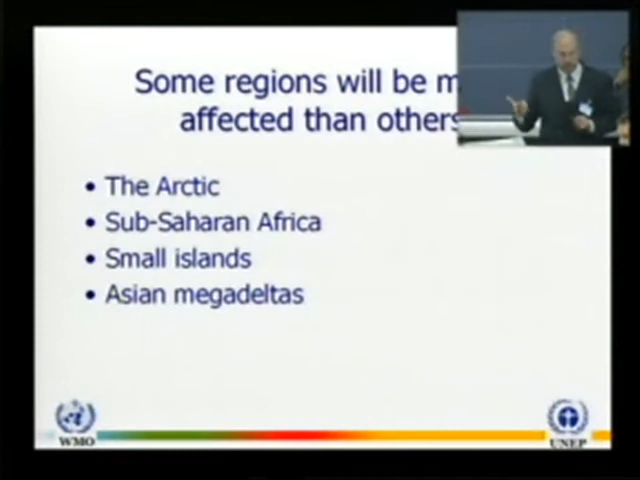 Some regions will be m
affected than others
• The Arctic
• Sub-Saharan Africa
• Small islands
• Asian megadeltas
WMO
UNEP